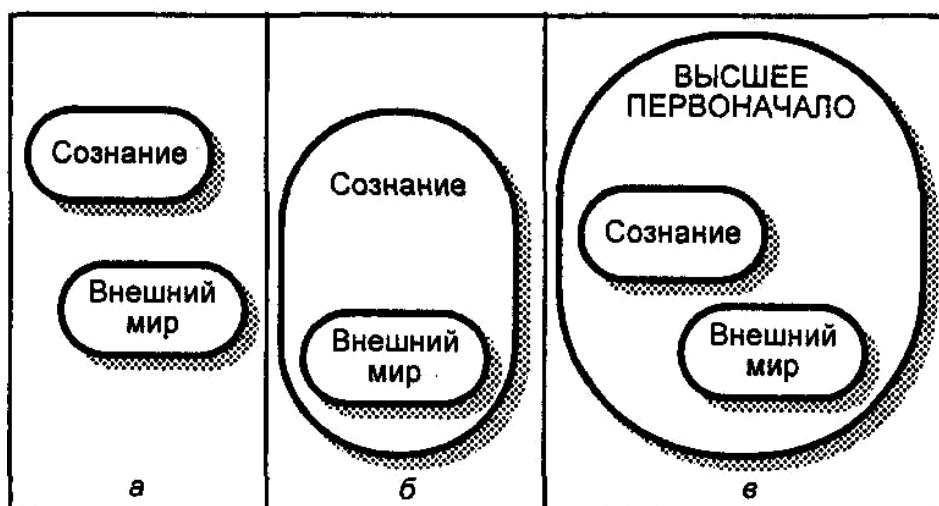 Сознание
Внешний
мир
а
Сознание
Внешний
мир
б
ВЫСШЕЕ
ПЕРВОНАЧАЛО
Сознание
Внешний
мир
в